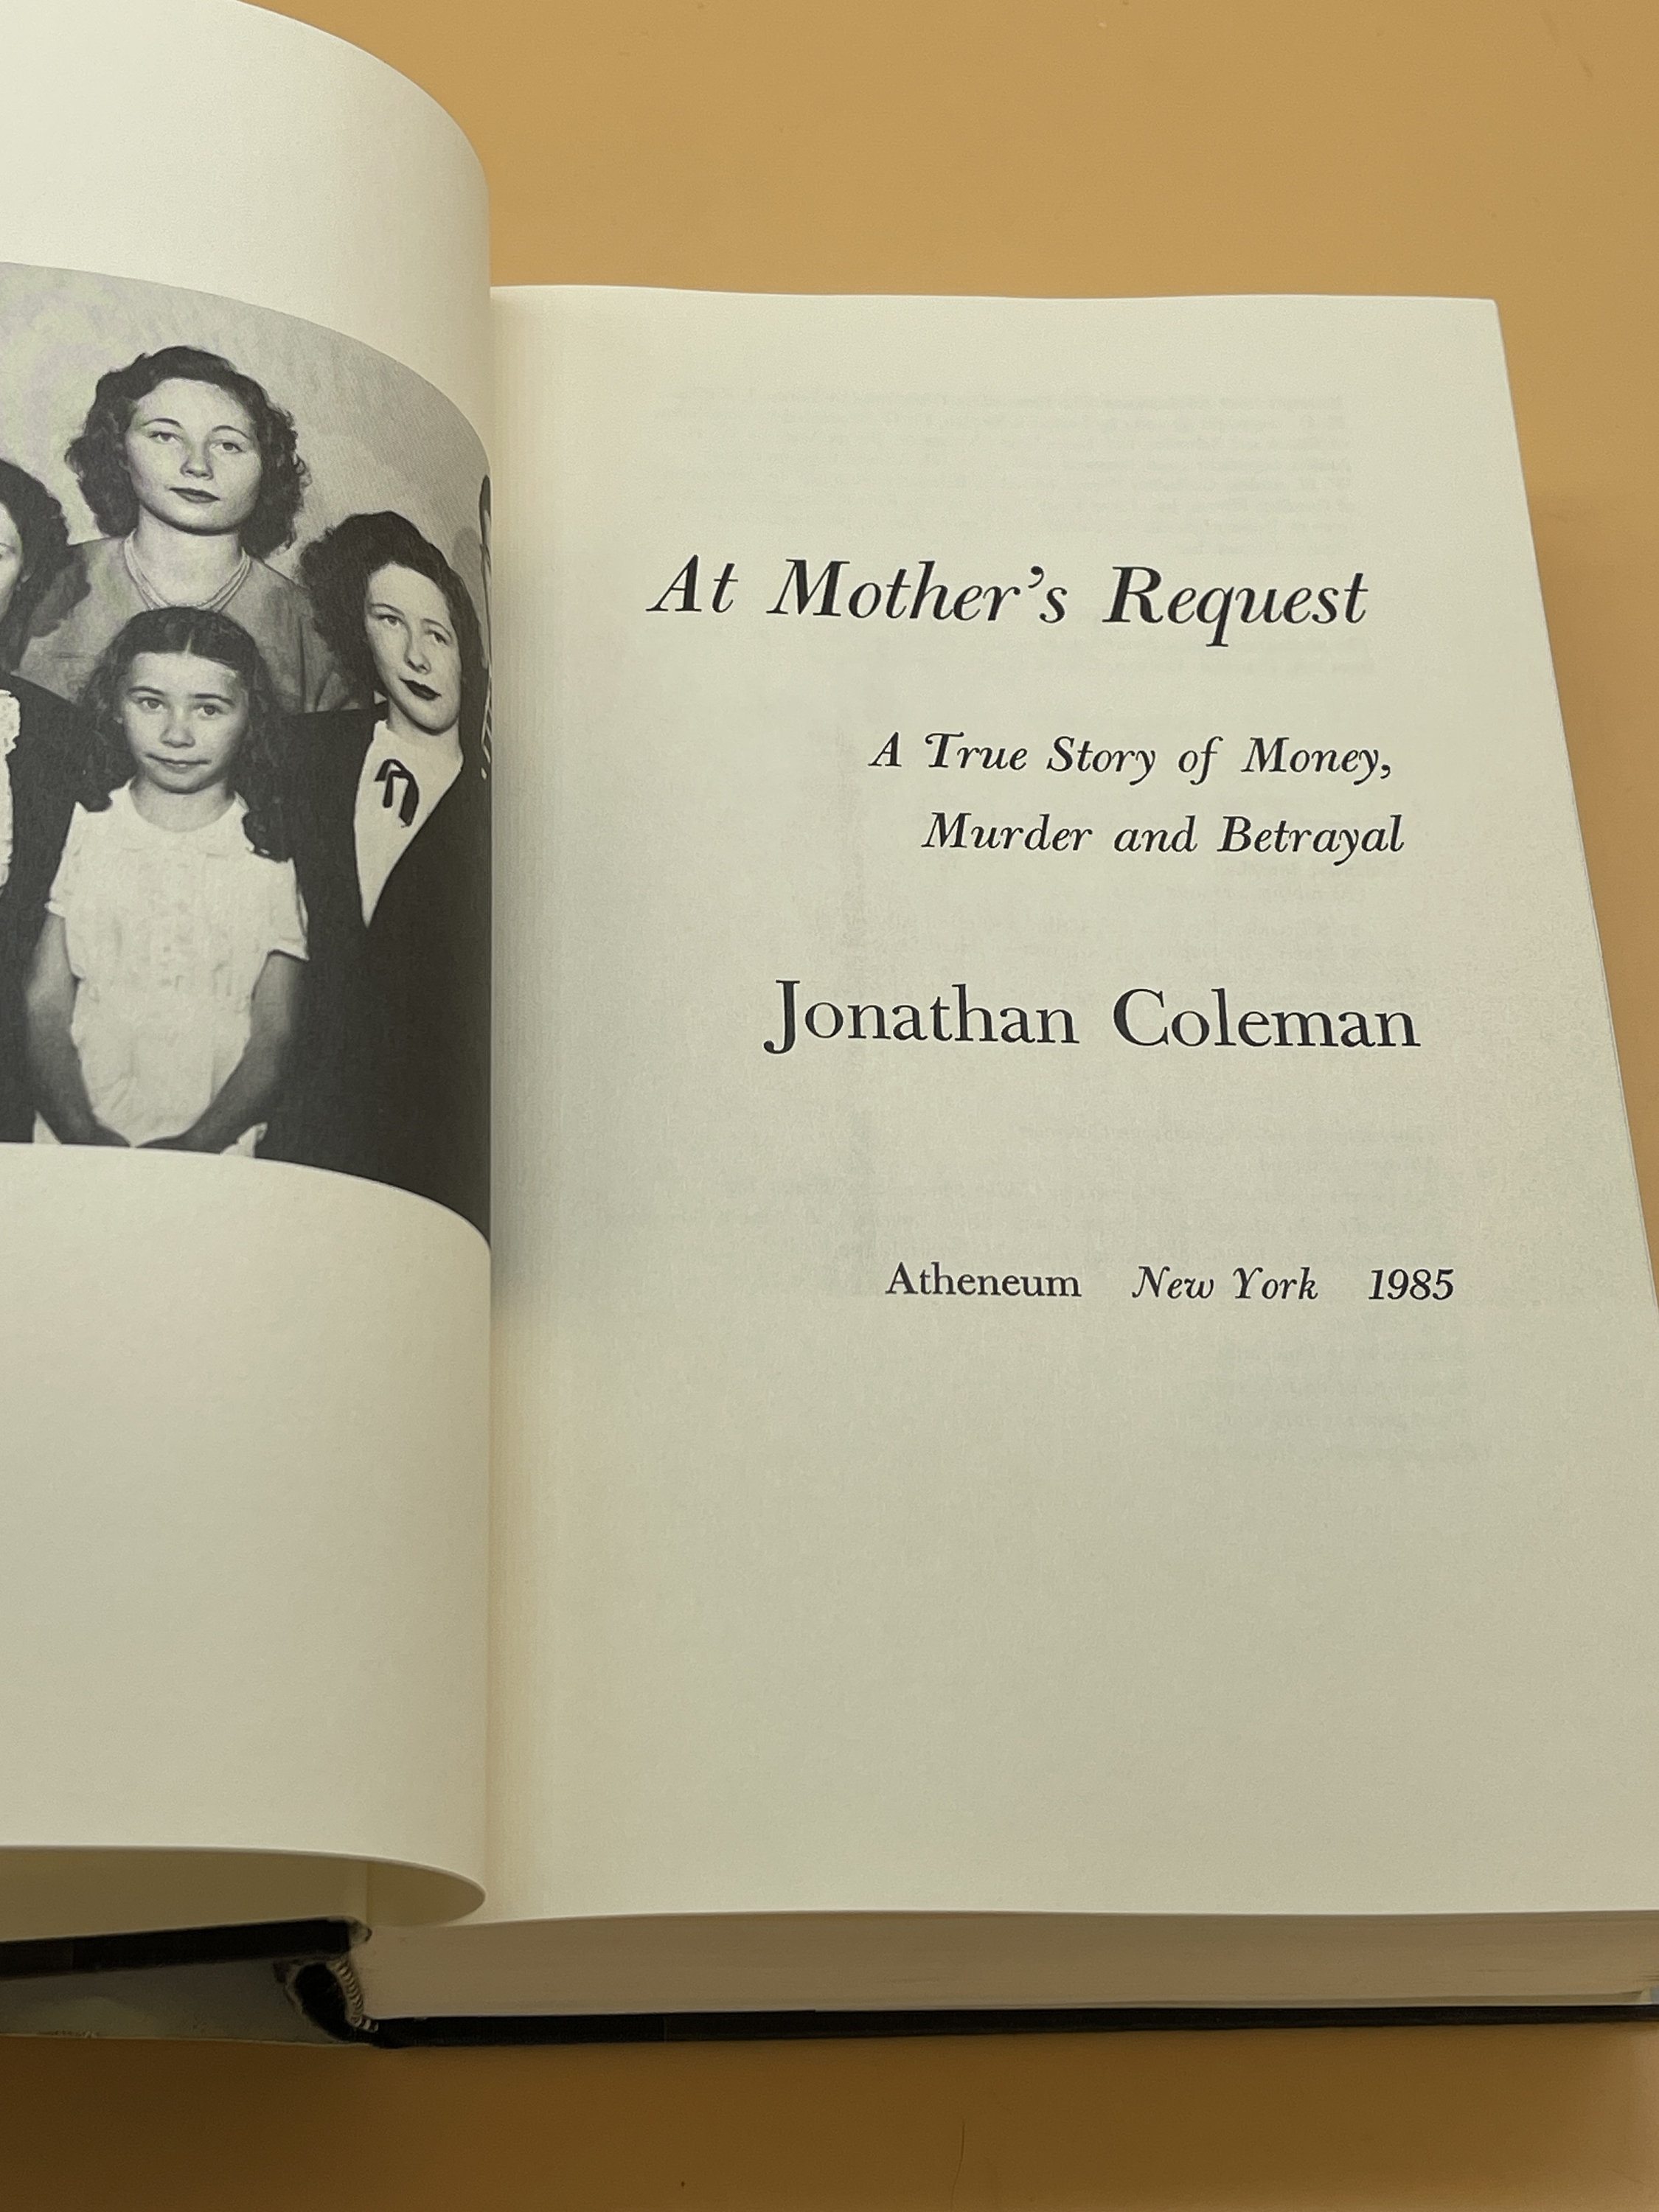 At Mother's Request
A True Story of Money,
Murder and Betrayal
Jonathan Coleman
Atheneum New York 1985